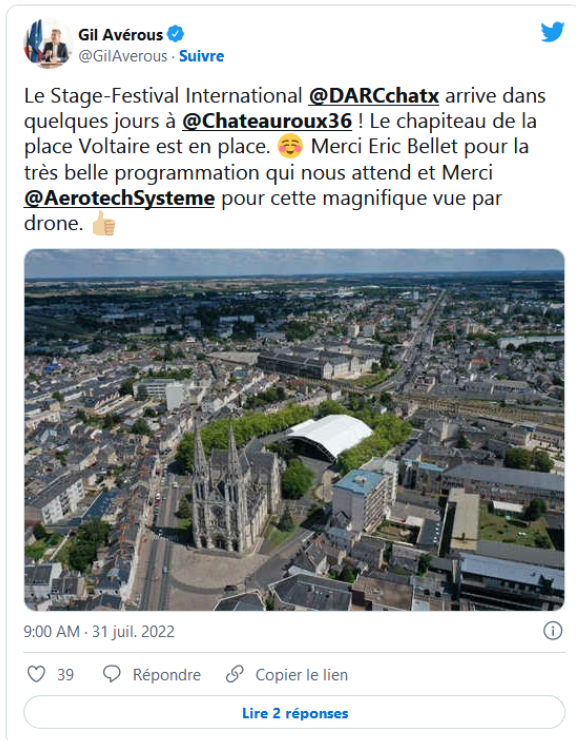 Gil Avérous
@GilAverous · Suivre
Le Stage-Festival International @DARCchatx arrive dans
quelques jours à @Chateauroux36 ! Le chapiteau de la
place Voltaire est en place. ☺️ Merci Eric Bellet pour la
très belle programmation qui nous attend et Merci
@AerotechSysteme pour cette magnifique vue par
drone. 👍🏼
9:00 AM · 31 juil. 2022
39 Répondre Copier le lien
Lire 2 réponses